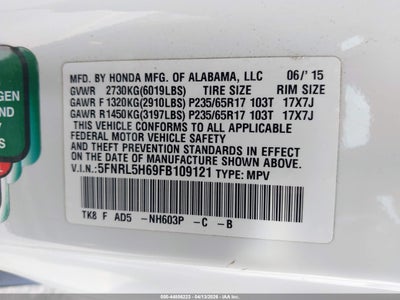 MFD. BY HONDA MFG. OF ALABAMA, LLC 06/'15
GVWR 2730KG(6019LBS) TIRE SIZE RIM SIZE
GAWR F 1320KG(2910LBS) P235/65R17 103T 17X7J
GAWR R1450KG(3197LBS) P235/65R17 103T 17X7J
THIS VEHICLE CONFORMS TO ALL APPLICABLE
FEDERAL MOTOR VEHICLE SAFETY
AND THEFT PREVENTION STANDARDS IN EFFECT
ON THE DATE OF MANUFACTURE SHOWN ABOVE.
V.I.N.:5FNRL5H69FB109121 TYPE: MPV
TK8 F AD5 -NH603P -C -B
GEN
ND
Y